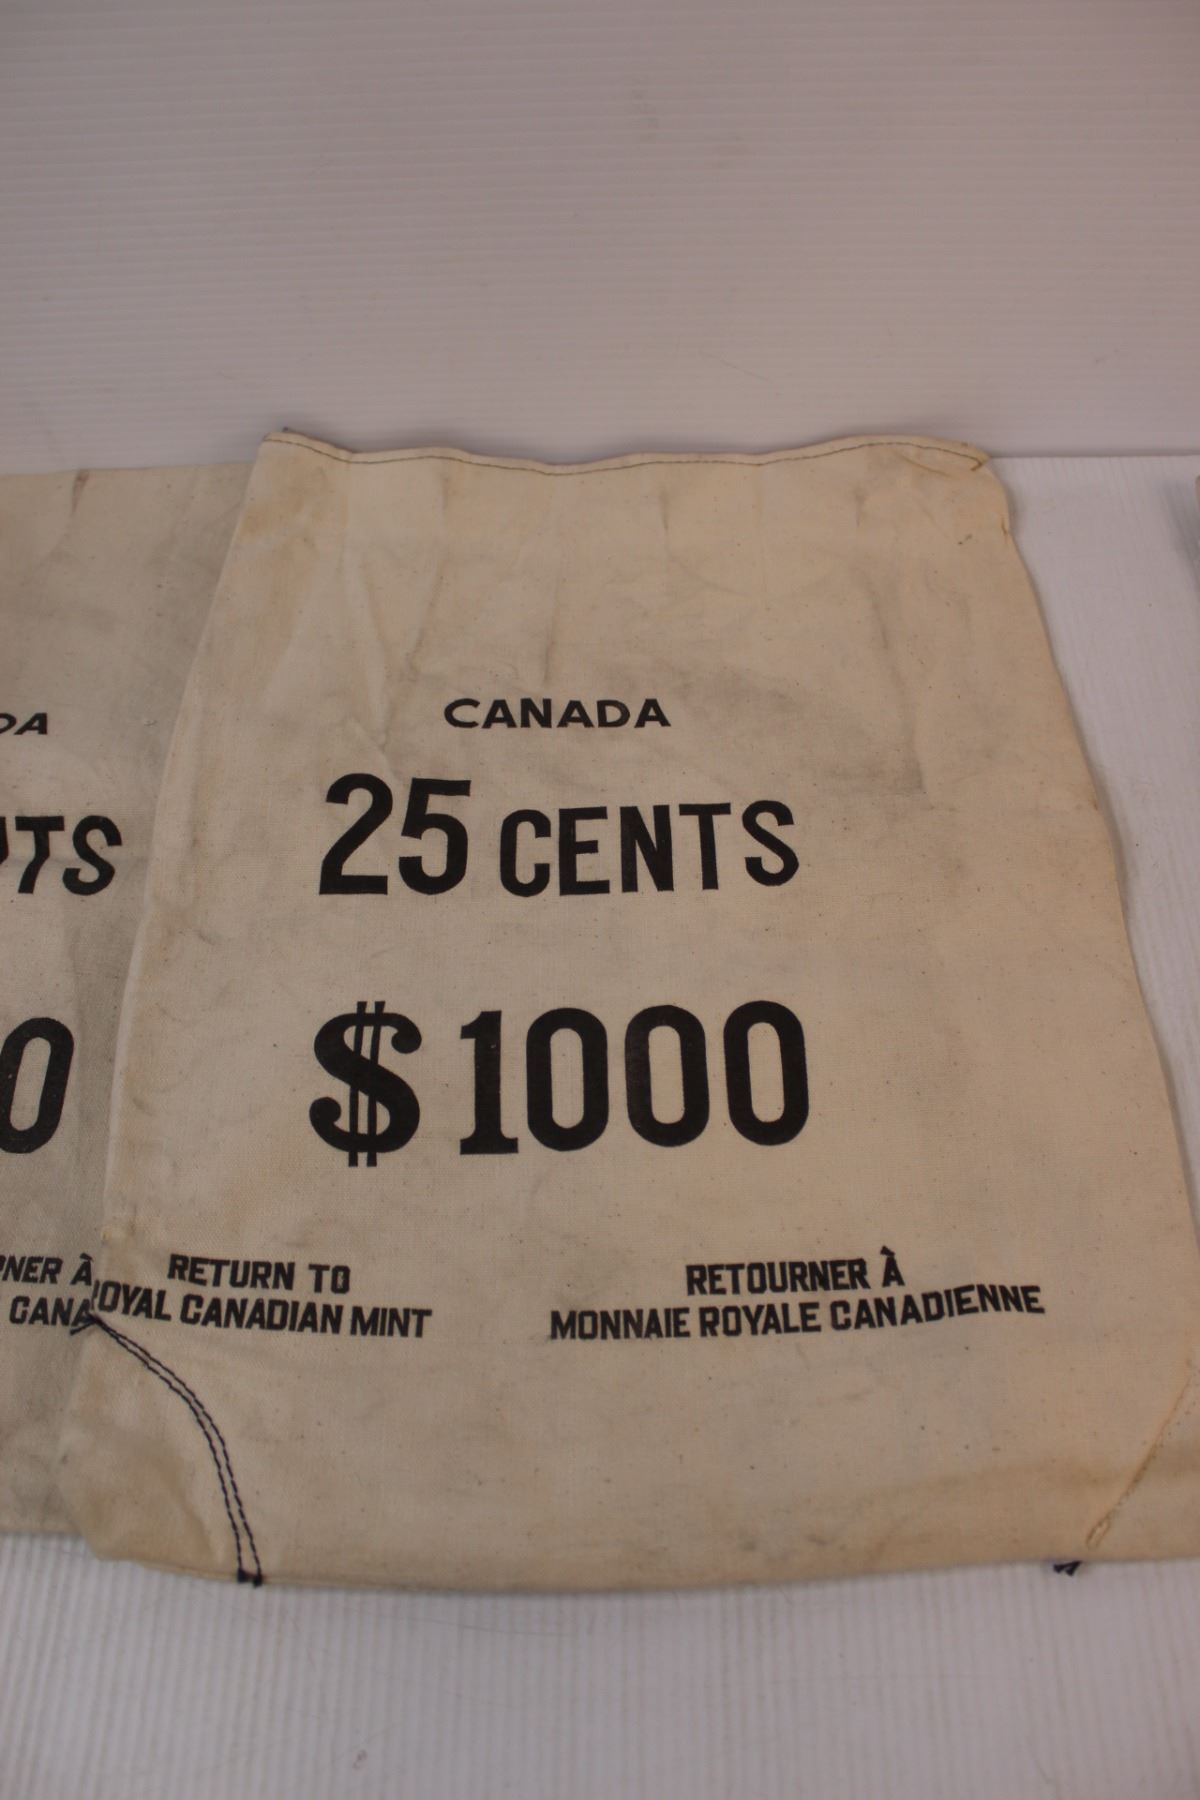 CANADA
25 CENTS
$1000
RETURN TO
ROYAL CANADIAN MINT
RETOURNER À
MONNAIE ROYALE CANADIENNE